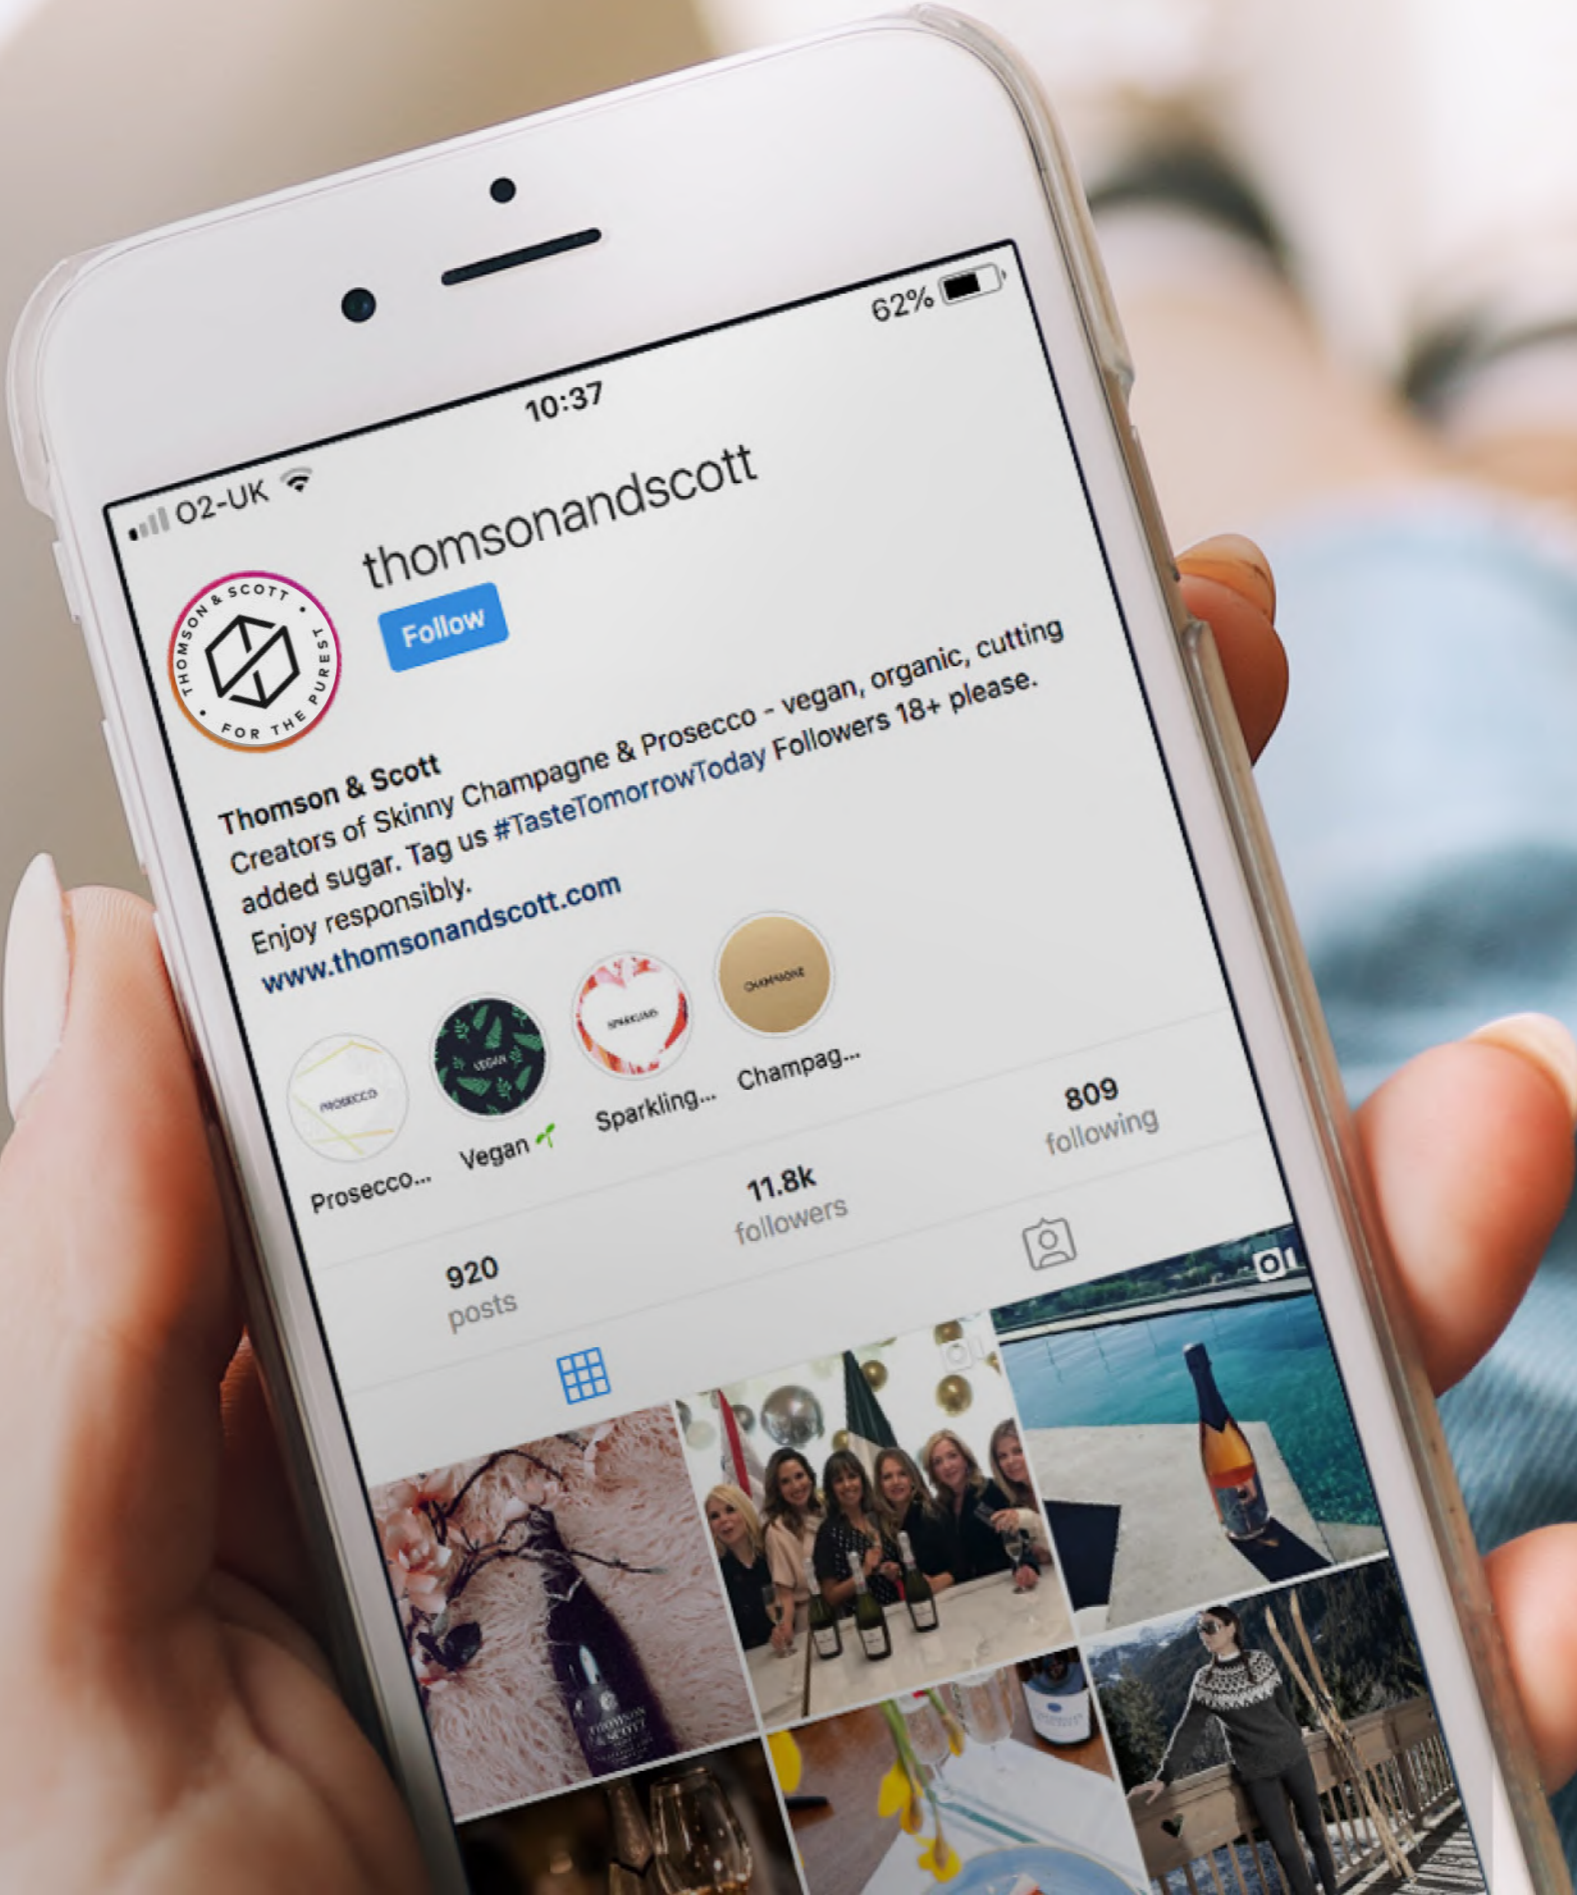 O2-UK
10:37
62%
thomsonandscott
Follow
THOMSON & SCOTT • FOR THE PUREST •
Thomson & Scott
Creators of Skinny Champagne & Prosecco - vegan, organic, cutting
added sugar. Tag us #TasteTomorrowToday Followers 18+ please.
Enjoy responsibly.
www.thomsonandscott.com
PROSECCO
VEGAN
SPARKLING
CHAMPAGNE
Prosecco...
Vegan
Sparkling...
Champag...
920
posts
11.8k
followers
809
following
THOMSON
& SCOTT